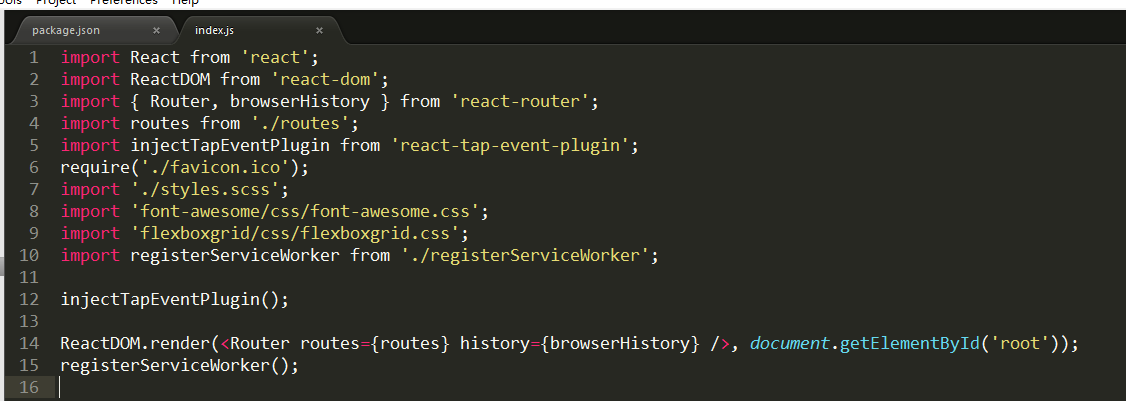 Tools Project Preferences Help
package.json × index.js ×
1 import React from 'react';
2 import ReactDOM from 'react-dom';
3 import { Router, browserHistory } from 'react-router';
4 import routes from './routes';
5 import injectTapEventPlugin from 'react-tap-event-plugin';
6 require('./favicon.ico');
7 import './styles.scss';
8 import 'font-awesome/css/font-awesome.css';
9 import 'flexboxgrid/css/flexboxgrid.css';
10 import registerServiceWorker from './registerServiceWorker';
11
12 injectTapEventPlugin();
13
14 ReactDOM.render(<Router routes={routes} history={browserHistory} />, document.getElementById('root'));
15 registerServiceWorker();
16